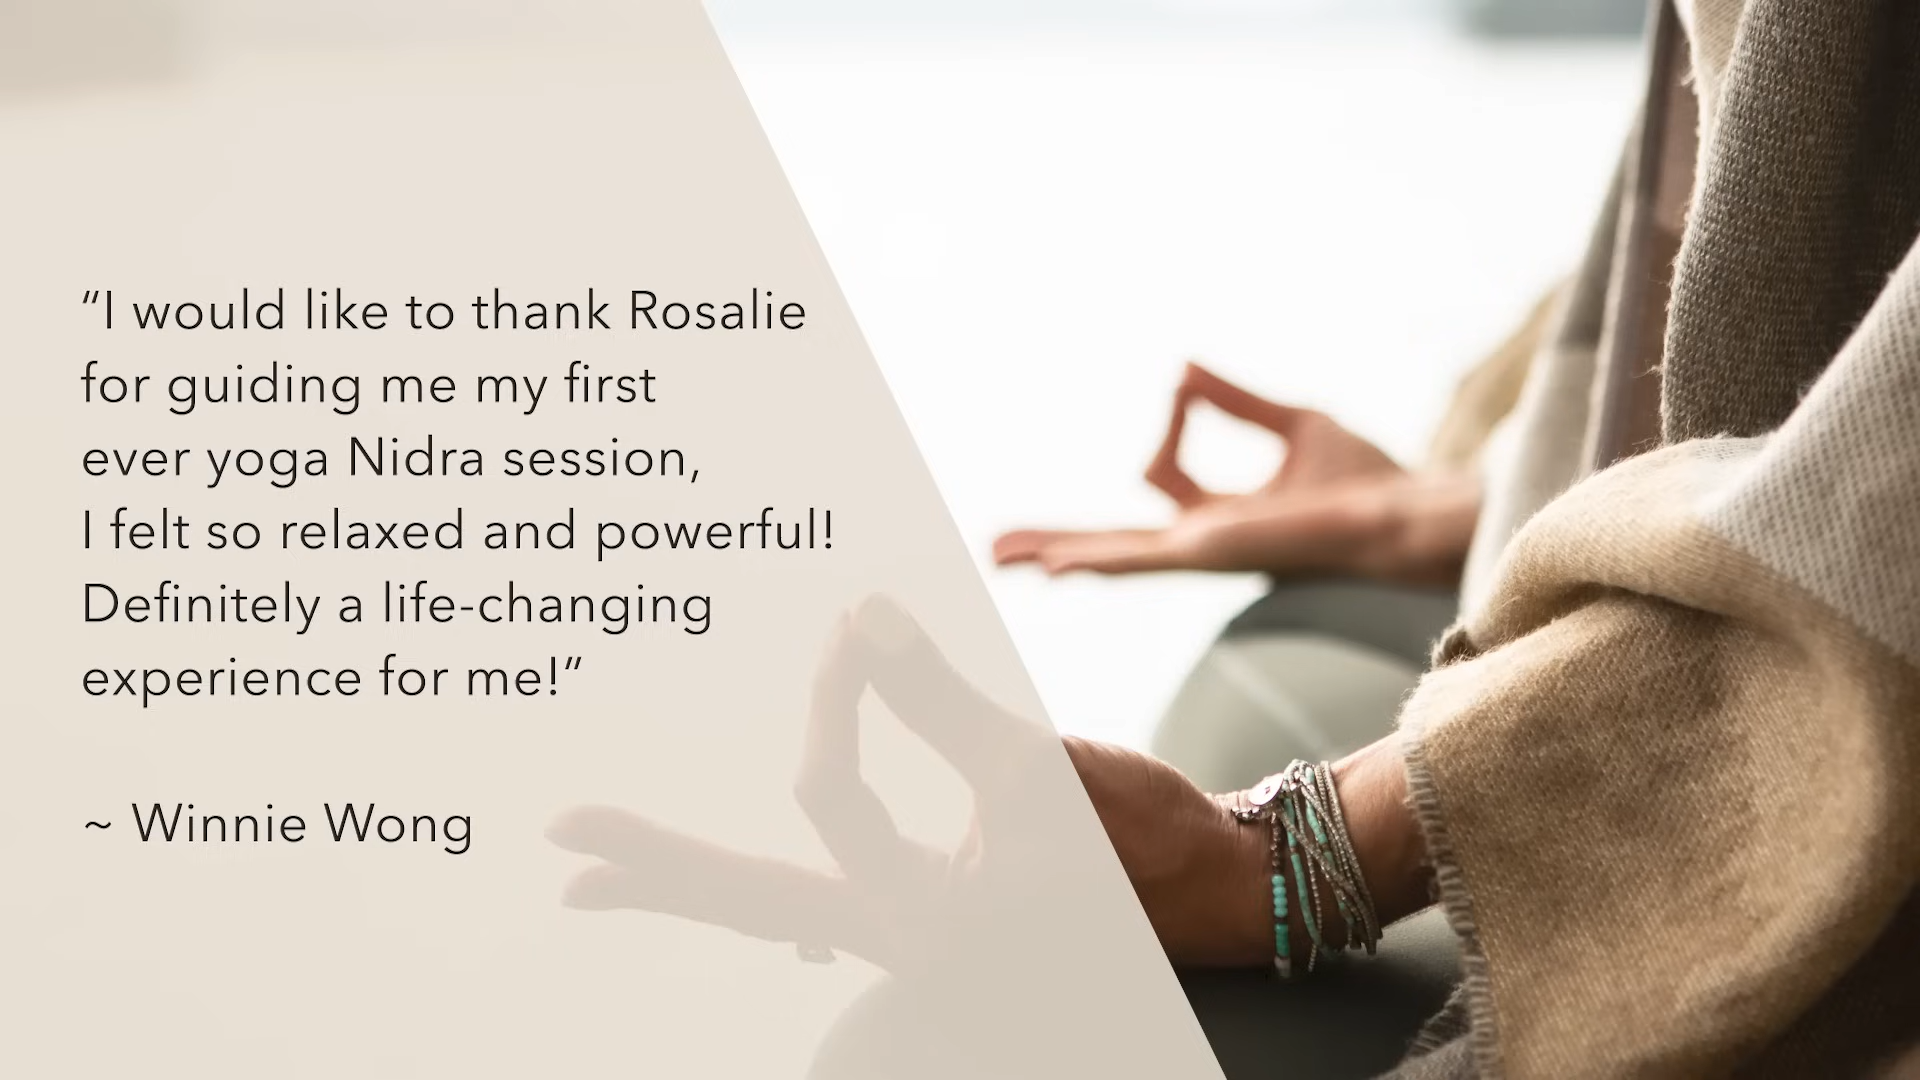 “I would like to thank Rosalie
for guiding me my first
ever yoga Nidra session,
I felt so relaxed and powerful!
Definitely a life-changing
experience for me!”
~ Winnie Wong